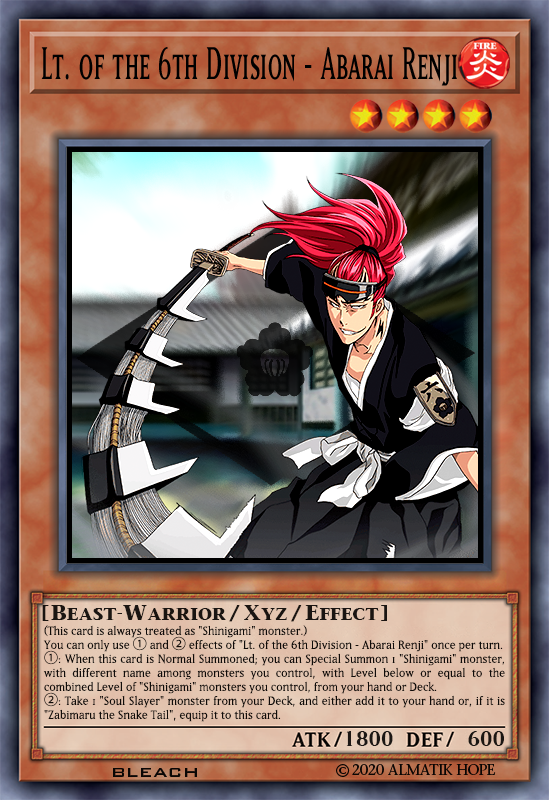 Lt. of the 6th Division - Abarai Renji
FIRE
炎
六
[Beast-Warrior / Xyz / Effect]
(This card is always treated as "Shinigami" monster.)
You can only use ① and ② effects of "Lt. of the 6th Division - Abarai Renji" once per turn.
①: When this card is Normal Summoned; you can Special Summon 1 "Shinigami" monster,
with different name among monsters you control, with Level below or equal to the
combined Level of "Shinigami" monsters you control, from your hand or Deck.
②: Take 1 "Soul Slayer" monster from your Deck, and either add it to your hand or, if it is
"Zabimaru the Snake Tail", equip it to this card.
ATK/1800 DEF/ 600
BLEACH
©2020 ALMATIK HOPE